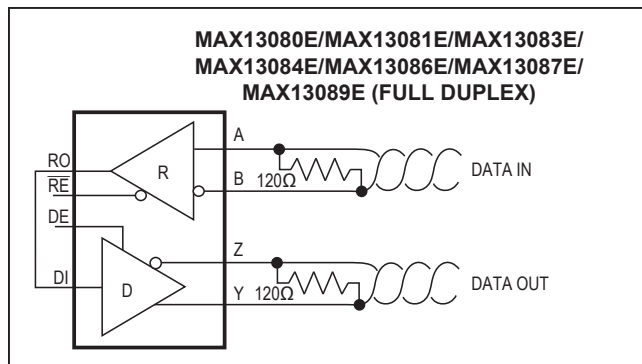 MAX13080E/MAX13081E/MAX13083E/
MAX13084E/MAX13086E/MAX13087E/
MAX13089E (FULL DUPLEX)
A
RO
R
DATA IN
RE
B
120Ω
DE
Z
DI
D
DATA OUT
Y
120Ω